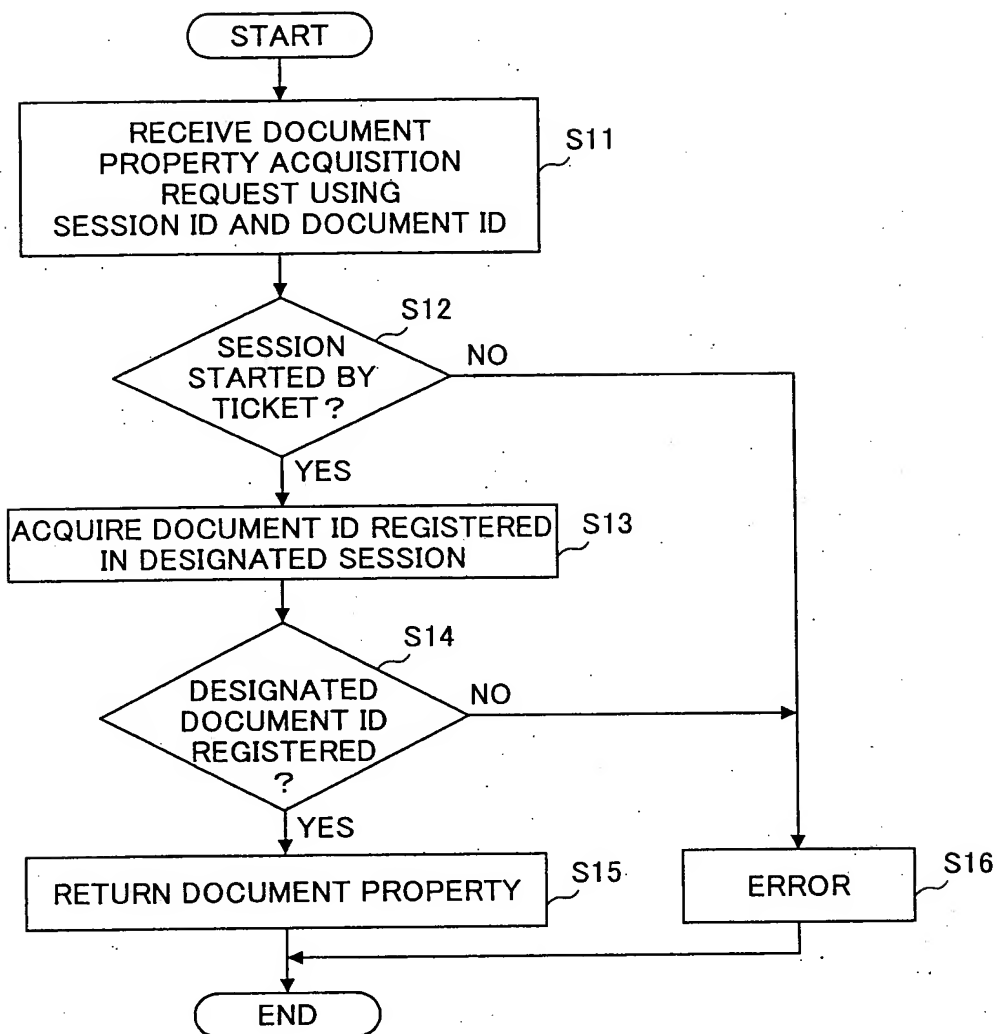 START
RECEIVE DOCUMENT
PROPERTY ACQUISITION
REQUEST USING
SESSION ID AND DOCUMENT ID
S11
S12
SESSION
STARTED BY
TICKET ?
NO
YES
ACQUIRE DOCUMENT ID REGISTERED
IN DESIGNATED SESSION
S13
S14
DESIGNATED
DOCUMENT ID
REGISTERED
?
NO
YES
RETURN DOCUMENT PROPERTY
S15
ERROR
S16
END